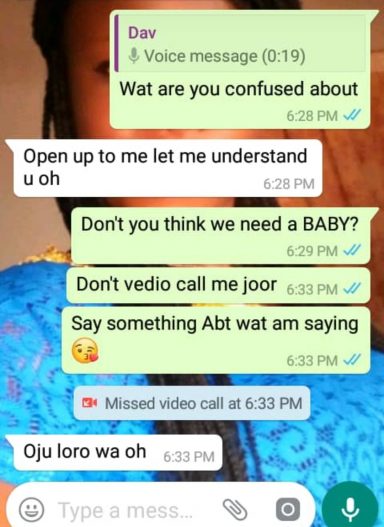 Dav
Voice message (0:19)
Wat are you confused about
6:28 PM
Open up to me let me understand
u oh
6:28 PM
Don't you think we need a BABY?
6:29 PM
Don't vedio call me joor 6:33 PM
Say something Abt wat am saying
😘
6:33 PM
Missed video call at 6:33 PM
Oju loro wa oh 6:33 PM
Type a mess...